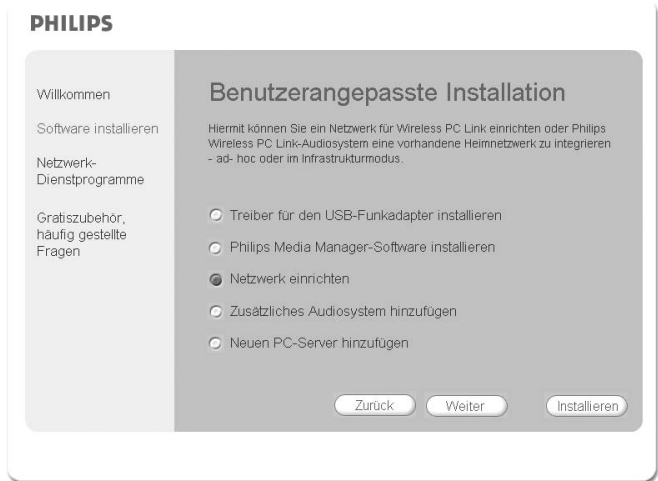 PHILIPS
Willkommen
Software installieren
Netzwerk-
Dienstprogramme
Gratiszubehör,
häufig gestellte
Fragen
Benutzerangepasste Installation
Hiermit können Sie ein Netzwerk für Wireless PC Link einrichten oder Philips
Wireless PC Link-Audiosystem eine vorhandene Heimnetzwerk zu integrieren
- ad- hoc oder im Infrastrukturmodus.
Treiber für den USB-Funkadapter installieren
Philips Media Manager-Software installieren
Netzwerk einrichten
Zusätzliches Audiosystem hinzufügen
Neuen PC-Server hinzufügen
Zurück
Weiter
Installieren